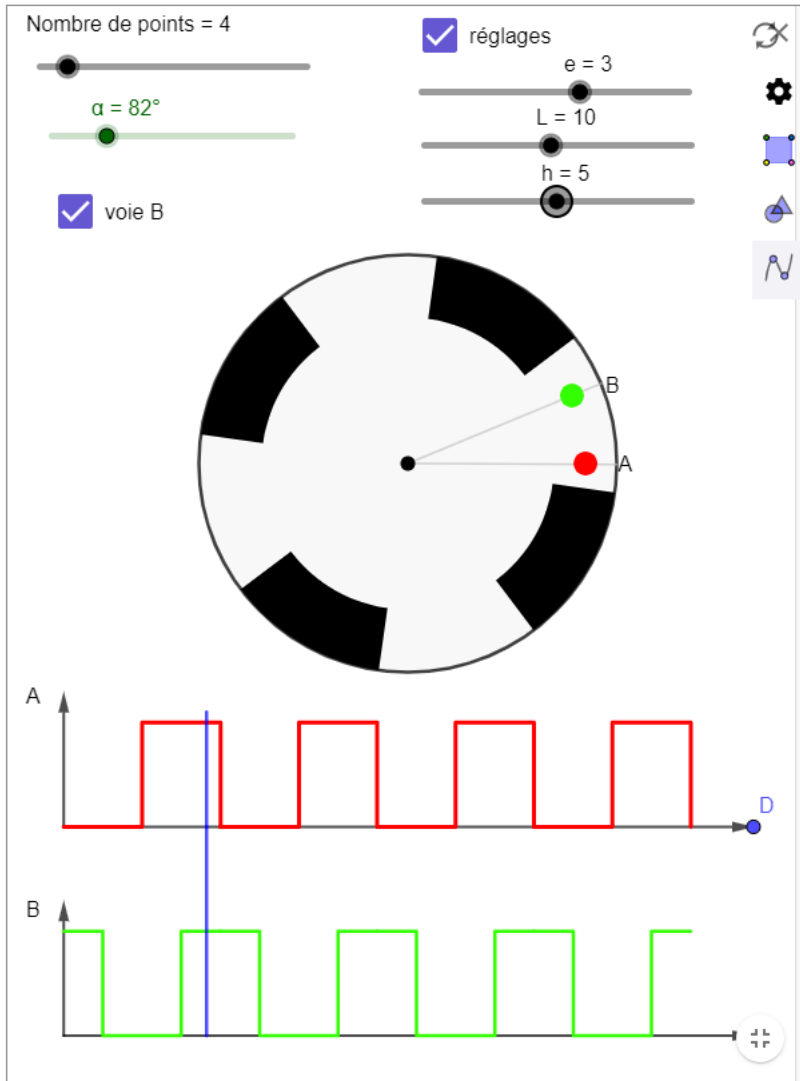 Nombre de points = 4
réglages
e = 3
α = 82°
L = 10
h = 5
voie B
B
A
A
D
B